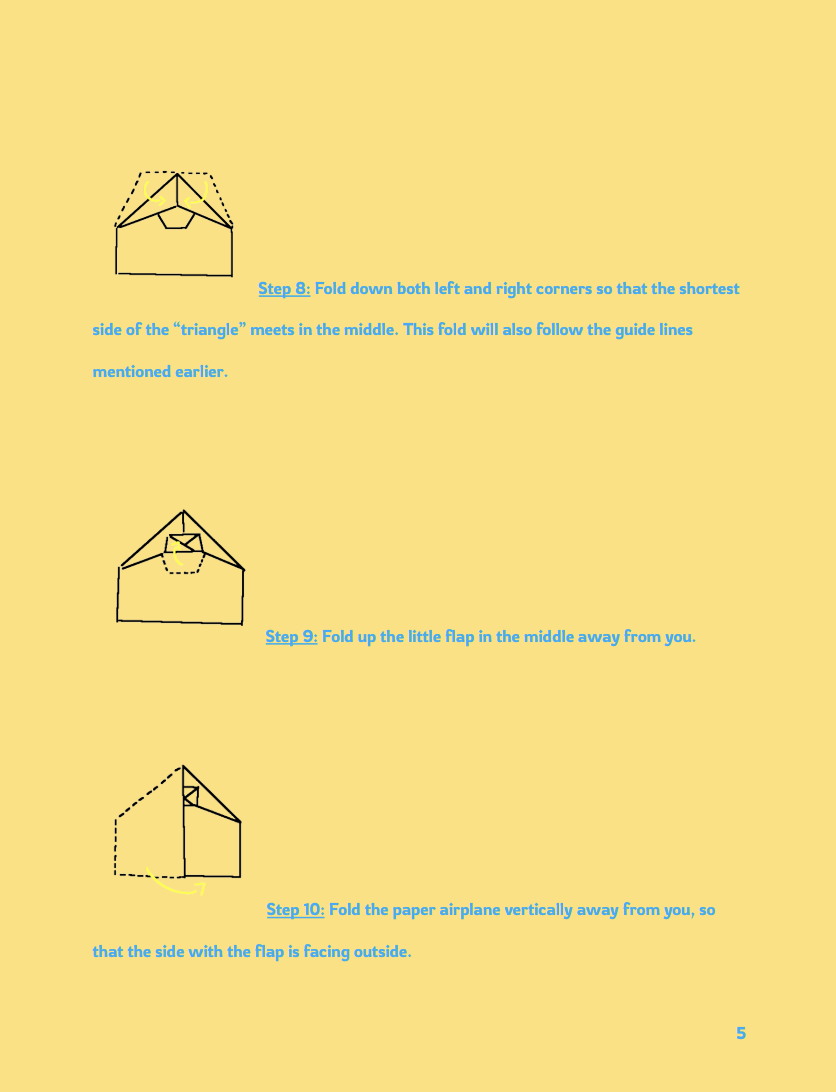 Step 8: Fold down both left and right corners so that the shortest
side of the “triangle” meets in the middle. This fold will also follow the guide lines
mentioned earlier.
Step 9: Fold up the little flap in the middle away from you.
Step 10: Fold the paper airplane vertically away from you, so
that the side with the flap is facing outside.
5